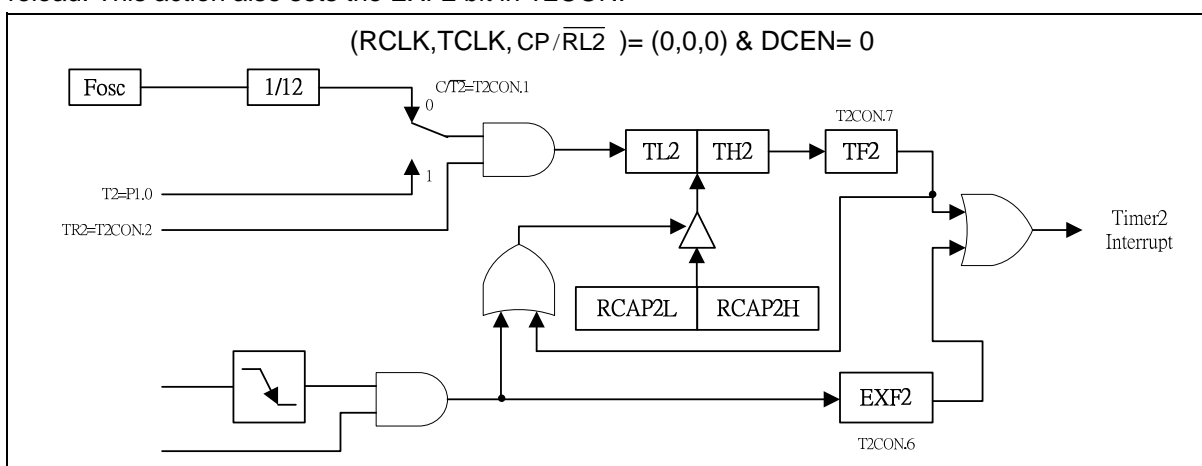 reload. This action also sets the EXF2 bit in T2CON.
(RCLK,TCLK, CP/RL2 )= (0,0,0) & DCEN= 0
Fosc
1/12
C/T2=T2CON.1
0
1
T2=P1.0
TR2=T2CON.2
TL2
TH2
T2CON.7
TF2
Timer2
Interrupt
RCAP2L
RCAP2H
EXF2
T2CON.6